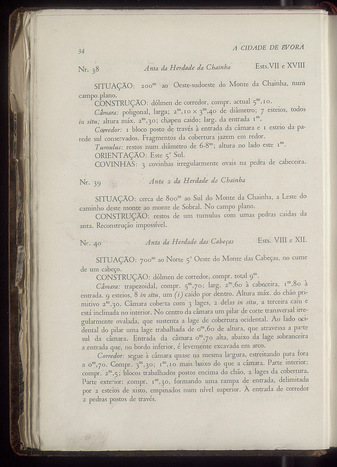 34
A CIDADE DE ÉVORA
Nr. 38 Anta da Herdade da Chainha Ests. VII e XVIII
SITUAÇÃO: 200m ao Oeste-sudoeste do Monte da Chainha, num
campo plano.
CONSTRUÇÃO: dólmen de corredor, compr. actual 5m,10.
Câmara: poligonal, larga; 2m,10 x 3m,40 de diâmetro; 7 esteios, todos
in situ; altura máx. 2m,30; chapeu caído; larg. da entrada 1m.
Corredor: 1 bloco posto de través à entrada da câmara e 1 esteio da pa-
rede sul conservados. Fragmentos da cobertura jazem em redor.
Tumulus: restos num diâmetro de 6-8m; altura no lado este 1m.
ORIENTAÇÃO: Este 5° Sul.
COVINHAS: 3 covinhas irregularmente ovais na pedra de cabeceira.
Nr. 39 Anta 2 da Herdade da Chainha
SITUAÇÃO: cerca de 800m ao Sul do Monte da Chainha, a Leste do
caminho deste monte ao monte de Sobral. No campo plano.
CONSTRUÇÃO: restos de um tumulus com umas pedras caídas da
anta. Reconstrução impossível.
Nr. 40 Anta da Herdade das Cabeças Ests. VIII e XII.
SITUAÇÃO: 700m ao Norte 5° Oeste do Monte das Cabeças, no cume
de um cabeço.
CONSTRUÇÃO: dólmen de corredor, compr. total 9m.
Câmara: trapezoidal, compr. 5m,70; larg. 2m,60 à cabeceira, 1m,80 à
entrada. 9 esteios, 8 in situ, um (1) caído por dentro. Altura máx. do chão pri-
mitivo 2m,30. Câmara coberta com 3 lages, 2 delas in situ, a terceira caiu e
está inclinada no interior. No centro da câmara um pilar de corte transversal irre-
gularmente ovalada, que sustenta a lage de cobertura ocidental. Ao lado oci-
dental do pilar uma lage trabalhada de 0m,60 de altura, que atravessa a parte
sul da câmara. Entrada da câmara 0m,70 alta, abaixo da lage sobranceira
à entrada que, no bordo inferior, é levemente excavada em arco.
Corredor: segue à câmara quase na mesma largura, estreitando para fora
a 0m,70. Compr. 3m,30; 1m,10 mais baixo do que a câmara. Parte interior:
compr. 2m,5; blocos trabalhados postos encima do chão, 2 lages da cobertura.
Parte exterior: compr. 1m,30, formando uma rampa de entrada, delimitada
por 2 esteios de xisto, empinados num nível superior. À entrada do corredor
2 pedras postos de través.